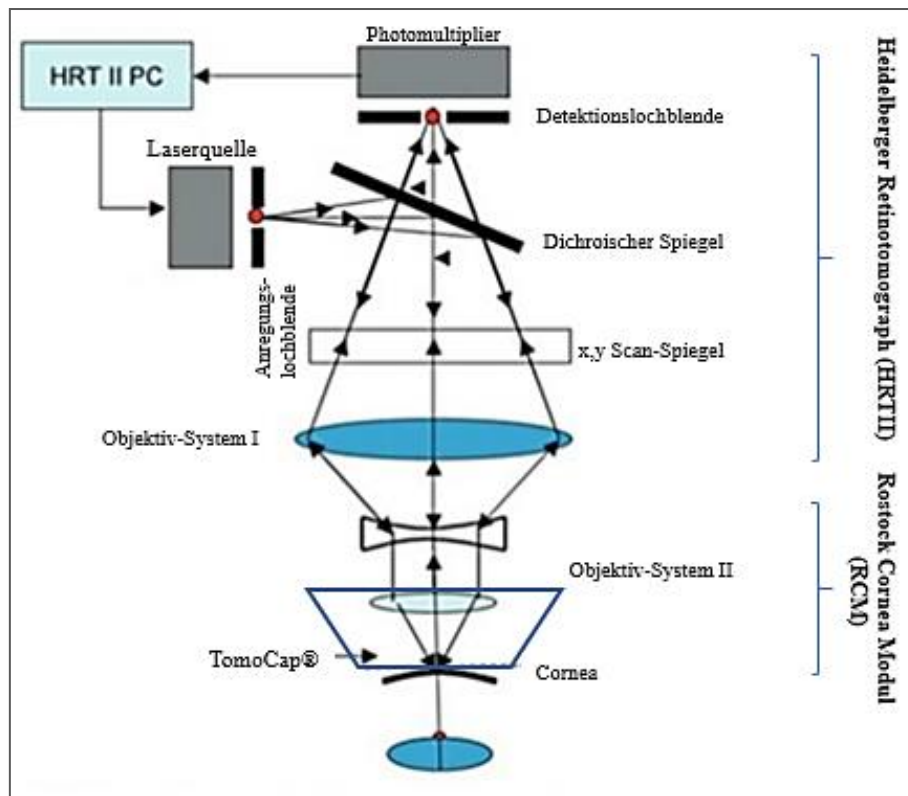 Photomultiplier
HRT II PC
Detektionslochblende
Laserquelle
Dichroischer Spiegel
Anregungs-
lochblende
x,y Scan-Spiegel
Objektiv-System I
Objektiv-System II
TomoCap®
Cornea
Heidelberger Retinotomograph (HRTII)
Rostock Cornea Modul
(RCM)